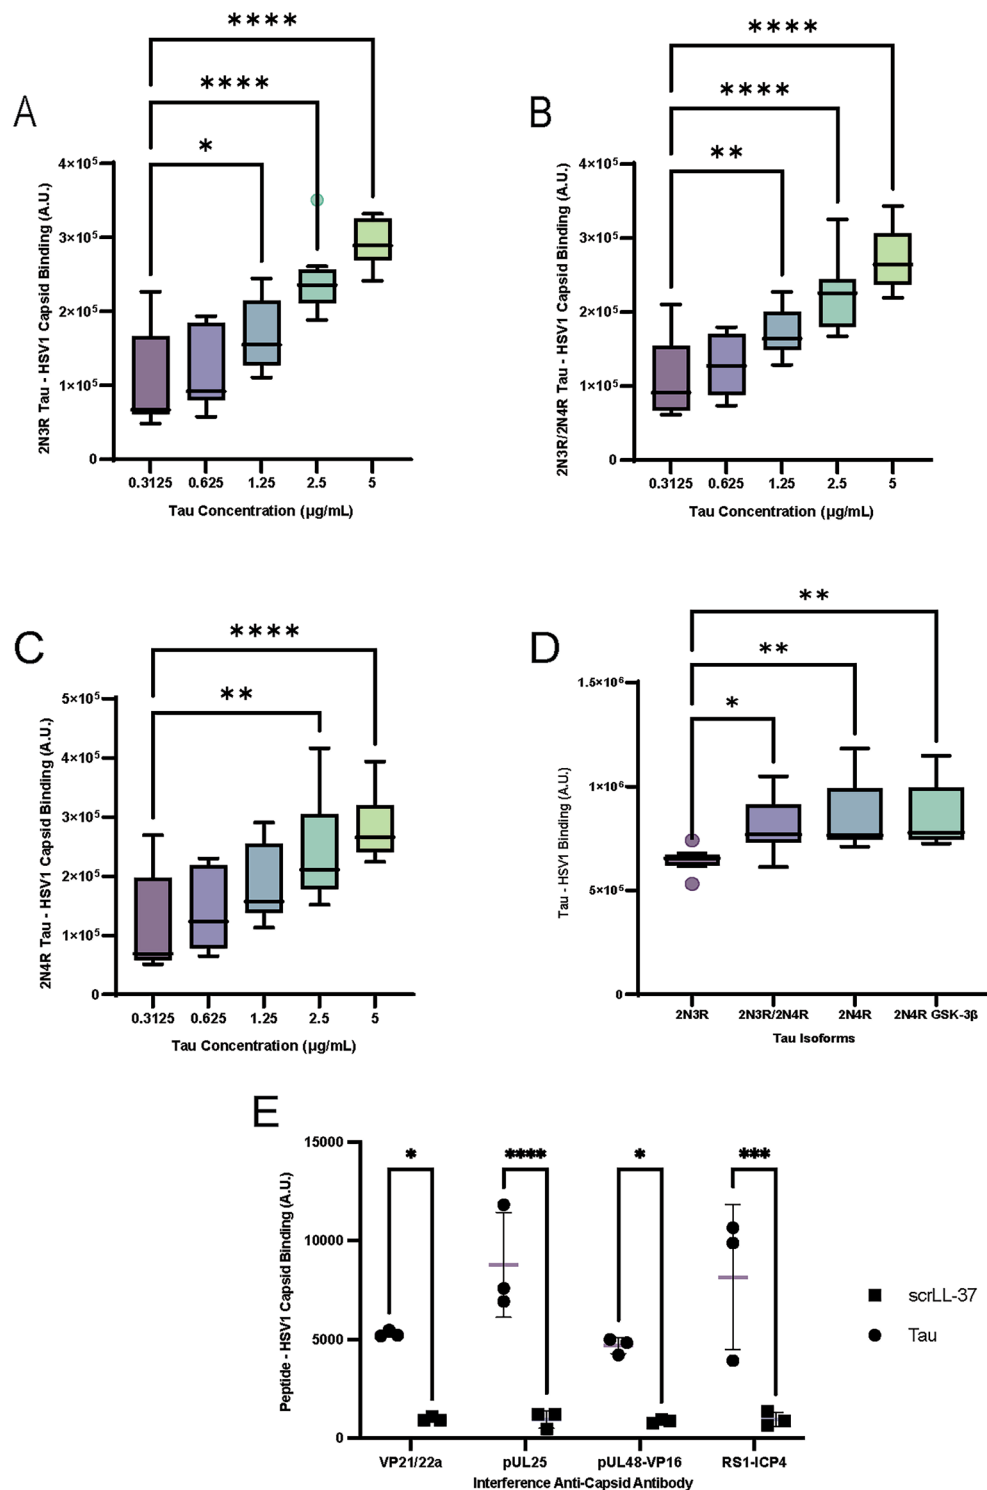 A
****
****
*
2N3R Tau - HSV1 Capsid Binding (A.U.)
4×10⁵
3×10⁵
2×10⁵
1×10⁵
0
0.3125 0.625 1.25 2.5 5
Tau Concentration (µg/mL)
B
****
****
**
2N3R/2N4R Tau - HSV1 Capsid Binding (A.U.)
4×10⁵
3×10⁵
2×10⁵
1×10⁵
0
0.3125 0.625 1.25 2.5 5
Tau Concentration (µg/mL)
C
****
**
2N4R Tau - HSV1 Capsid Binding (A.U.)
5×10⁵
4×10⁵
3×10⁵
2×10⁵
1×10⁵
0
0.3125 0.625 1.25 2.5 5
Tau Concentration (µg/mL)
D
**
**
*
Tau - HSV1 Binding (A.U.)
1.5×10⁶
1×10⁶
5×10⁵
0
2N3R 2N3R/2N4R 2N4R 2N4R GSK-3β
Tau Isoforms
E
* **** * ***
Peptide - HSV1 Capsid Binding (A.U.)
15000
10000
5000
0
VP21/22a pUL25 pUL48-VP16 RS1-ICP4
Interference Anti-Capsid Antibody
scrLL-37
Tau